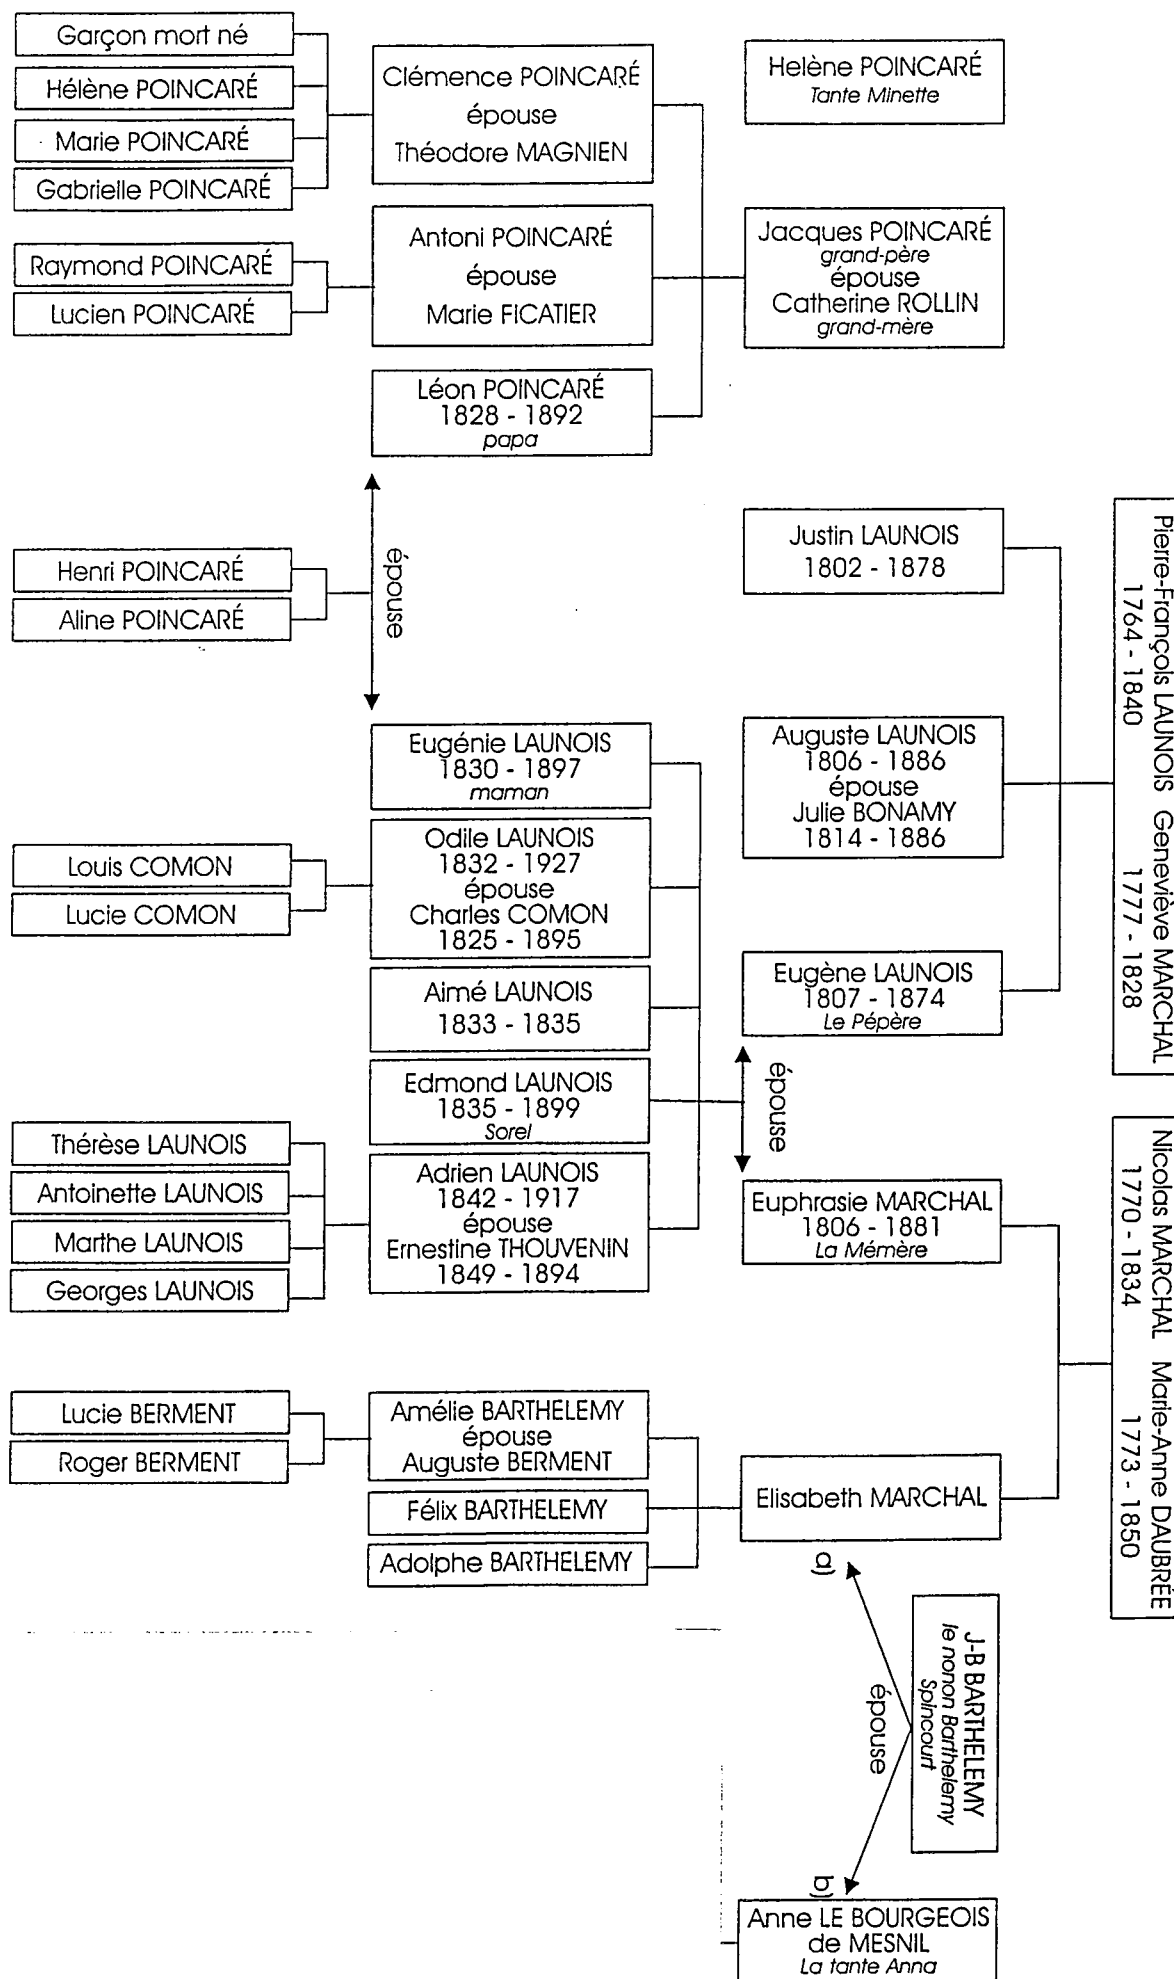 Garçon mort né
Hélène POINCARÉ
Marie POINCARÉ
Gabrielle POINCARÉ
Clémence POINCARÉ
épouse
Théodore MAGNIEN
Helène POINCARÉ
Tante Minette
Raymond POINCARÉ
Lucien POINCARÉ
Antoni POINCARÉ
épouse
Marie FICATIER
Jacques POINCARÉ
grand-père
épouse
Catherine ROLLIN
grand-mère
Léon POINCARÉ
1828 - 1892
papa
épouse
Henri POINCARÉ
Aline POINCARÉ
Justin LAUNOIS
1802 - 1878
Pierre-François LAUNOIS Geneviève MARCHAL
1764 - 1840 1777 - 1828
Eugénie LAUNOIS
1830 - 1897
maman
Auguste LAUNOIS
1806 - 1886
épouse
Julie BONAMY
1814 - 1886
Louis COMON
Lucie COMON
Odile LAUNOIS
1832 - 1927
épouse
Charles COMON
1825 - 1895
Aimé LAUNOIS
1833 - 1835
Eugène LAUNOIS
1807 - 1874
Le Pépère
épouse
Edmond LAUNOIS
1835 - 1899
Sorel
Thérèse LAUNOIS
Antoinette LAUNOIS
Marthe LAUNOIS
Georges LAUNOIS
Adrien LAUNOIS
1842 - 1917
épouse
Ernestine THOUVENIN
1849 - 1894
Euphrasie MARCHAL
1806 - 1881
La Mémère
Nicolas MARCHAL Marie-Anne DAUBRÉE
1770 - 1834 1773 - 1850
Lucie BERMENT
Roger BERMENT
Amélie BARTHELEMY
épouse
Auguste BERMENT
Félix BARTHELEMY
Adolphe BARTHELEMY
Elisabeth MARCHAL
a)
J-B BARTHELEMY
le nonon Barthelemy
Spincourt
épouse
b)
Anne LE BOURGEOIS
de MESNIL
La tante Anna